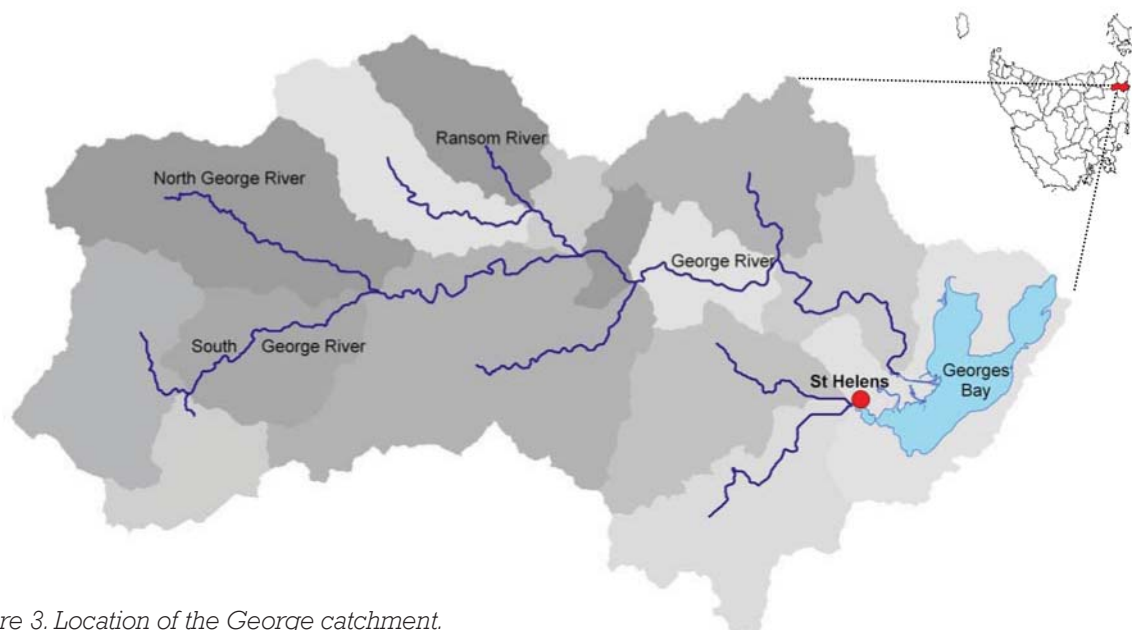 Ransom River
North George River
George River
South George River
St Helens
Georges
Bay
re 3. Location of the George catchment.